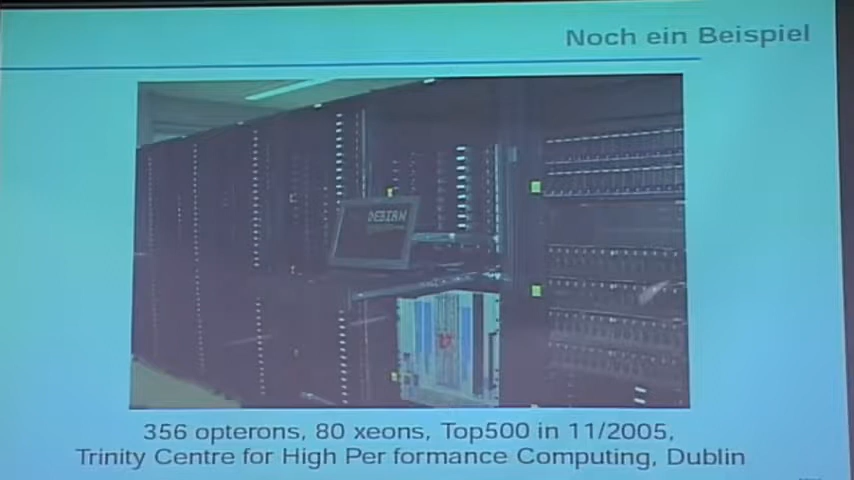 Noch ein Beispiel
DEBIAN
356 opterons, 80 xeons, Top500 in 11/2005,
Trinity Centre for High Per formance Computing, Dublin